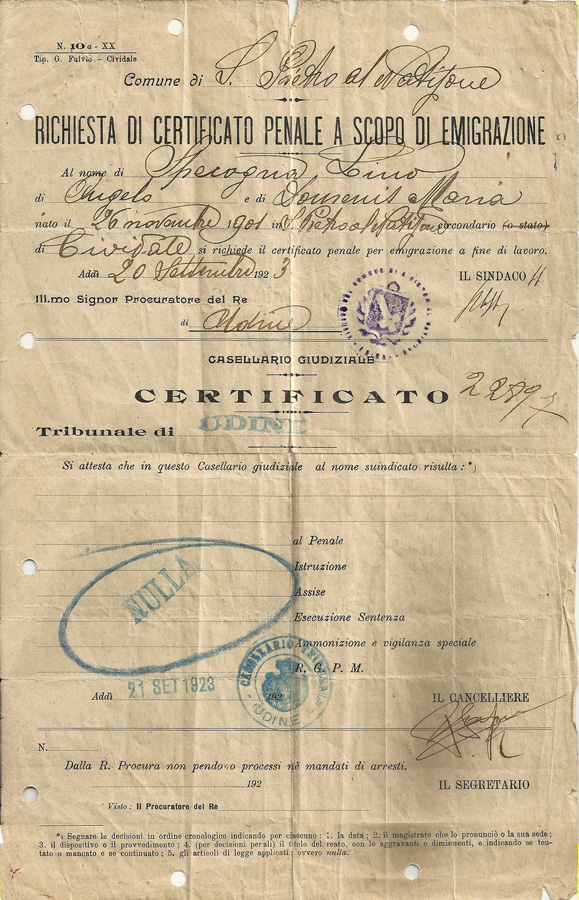 N. 10a - XX
Tip. G. Fulvio - Cividale
Comune di S. Pietro al Natisone
RICHIESTA DI CERTIFICATO PENALE A SCOPO DI EMIGRAZIONE
Al nome di Specogna Lino
di Angelo e di Domenis Maria
nato il 26 novembre 1901 in S. Pietro al Natisone circondario (o stato)
di Cividale si richiede il certificato penale per emigrazione a fine di lavoro.
Addì 20 Settembre 1923 IL SINDACO
Ill.mo Signor Procuratore del Re
di Udine
CASELLARIO GIUDIZIALE
CERTIFICATO 2289
Tribunale di UDINE
Si attesta che in questo Casellario giudiziale al nome suindicato risulta : *)
al Penale
Istruzione
NULLA
Assise
Esecuzione Sentenza
Ammonizione e vigilanza speciale
R. G. P. M.
CASELLARIO
UDINE
Addì 21 SET 1923 192 IL CANCELLIERE
N.
Dalla R. Procura non pendono processi nè mandati di arresti.
192 IL SEGRETARIO
Visto : Il Procuratore del Re
*) Segnare le decisioni in ordine cronologico indicando per ciascuno : 1. la data ; 2. il magistrato che lo pronunciò o la sua sede ;
3. il dispositivo o il provvedimento ; 4. (per decisioni penali) il titolo del reato, con le aggravanti o diminuenti, e indicando se ten-
tato o mancato e se continuato ; 5. gli articoli di legge applicati ; ovvero nulla.